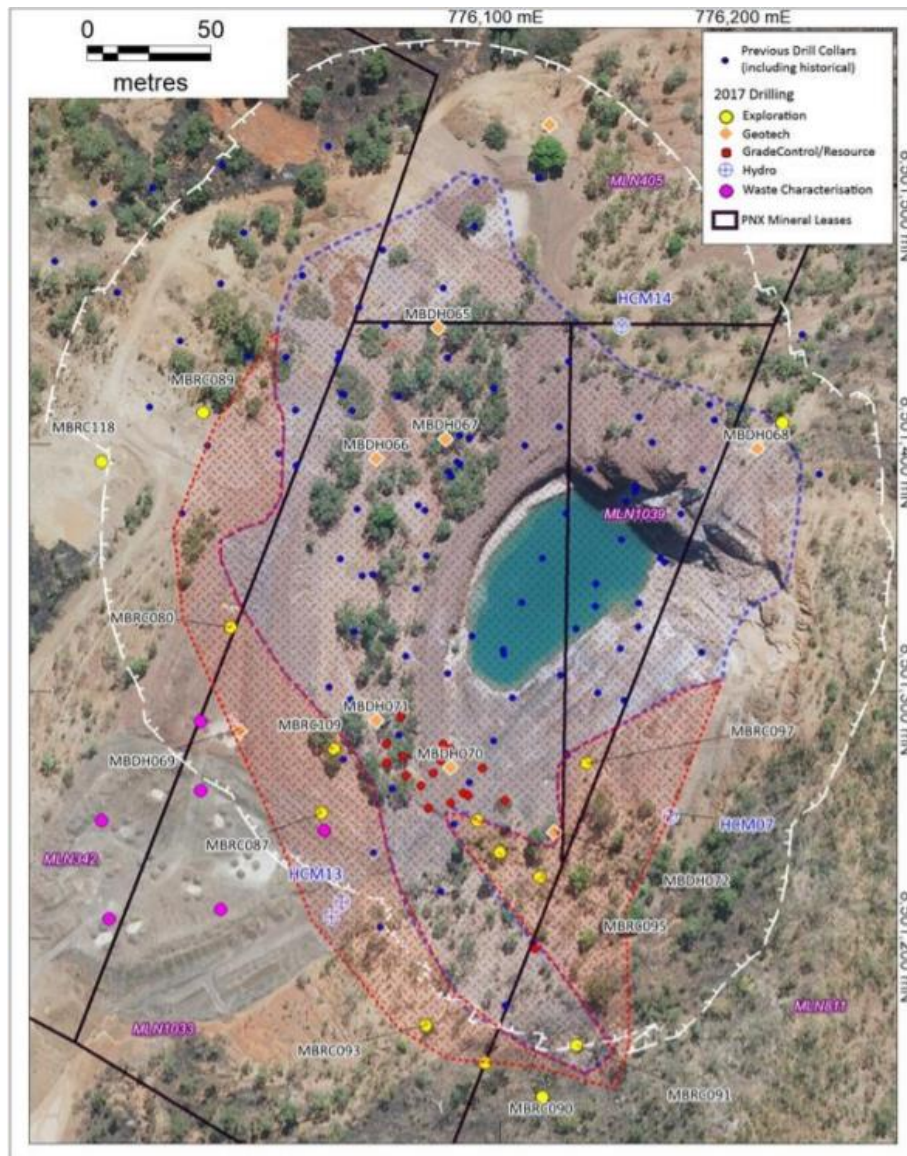 0 50
metres
776,100 mE 776,200 mE
Previous Drill Collars
(including historical)
2017 Drilling
Exploration
Geotech
GradeControl/Resource
Hydro
Waste Characterisation
PNX Mineral Leases
MLN405
HCM14
MBDH065
MBRC089
MBRC118
MBDH067
MBDH066
MBDH068
MLN1039
MBRC080
MBDH071
MBRC109
MBDH070
MBRC097
MBDH069
MBRC087
HCM07
MLN342
HCM13
MBDH072
MBRC095
MLN811
MLN1033
MBRC093
MBRC091
MBRC090